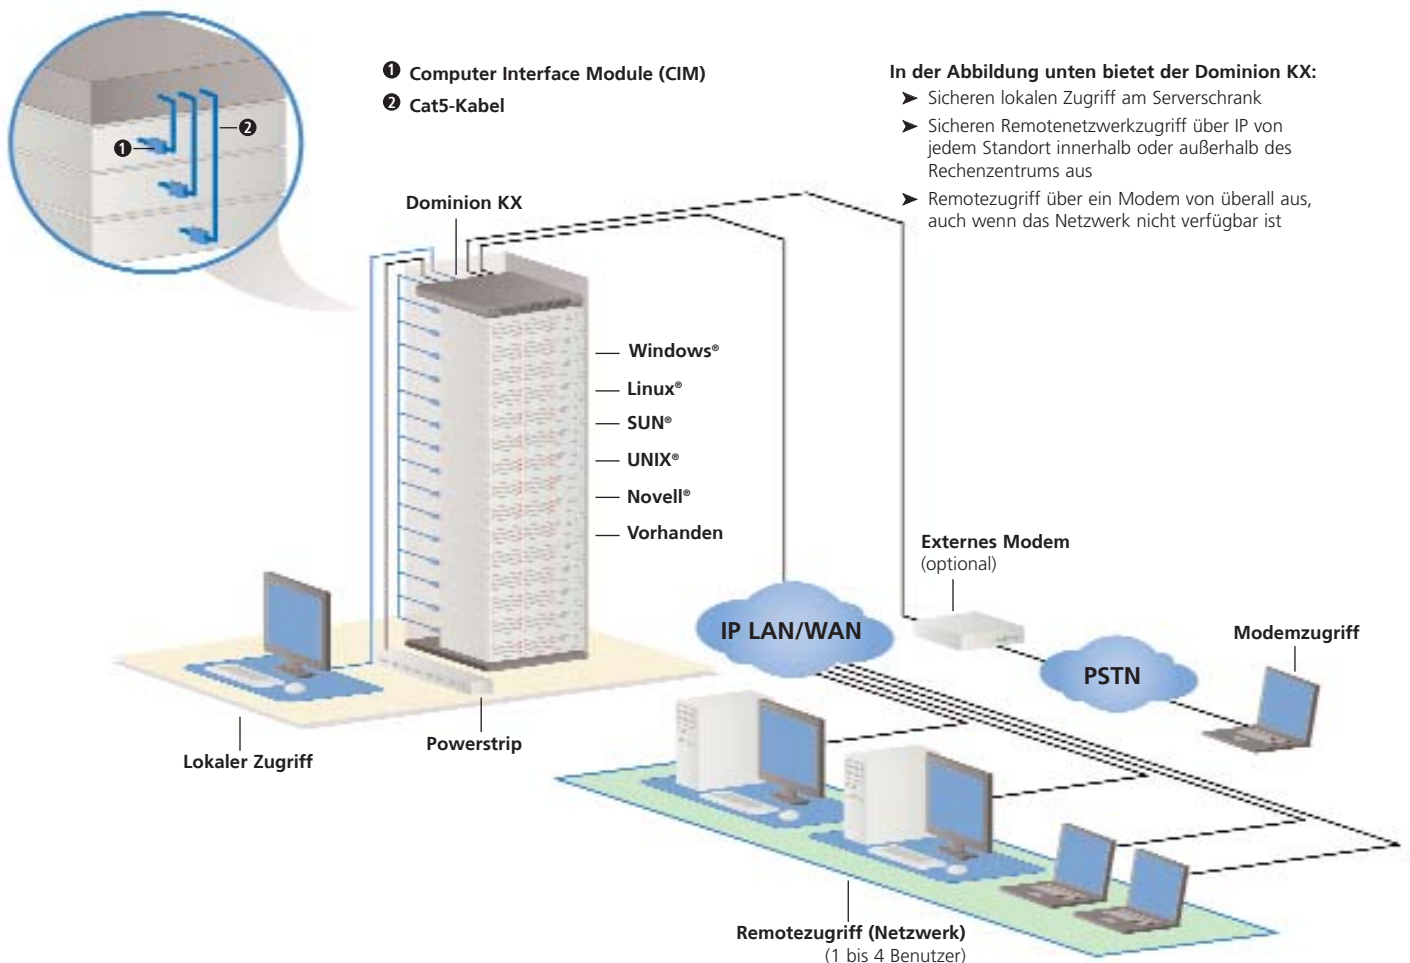 ❶ Computer Interface Module (CIM)
❷ Cat5-Kabel
In der Abbildung unten bietet der Dominion KX:
➤ Sicheren lokalen Zugriff am Serverschrank
➤ Sicheren Remotenetzwerkzugriff über IP von
jedem Standort innerhalb oder außerhalb des
Rechenzentrums aus
➤ Remotezugriff über ein Modem von überall aus,
auch wenn das Netzwerk nicht verfügbar ist
❶
❷
Dominion KX
Windows®
Linux®
SUN®
UNIX®
Novell®
Vorhanden
Externes Modem
(optional)
IP LAN/WAN
PSTN
Modemzugriff
Lokaler Zugriff
Powerstrip
Remotezugriff (Netzwerk)
(1 bis 4 Benutzer)